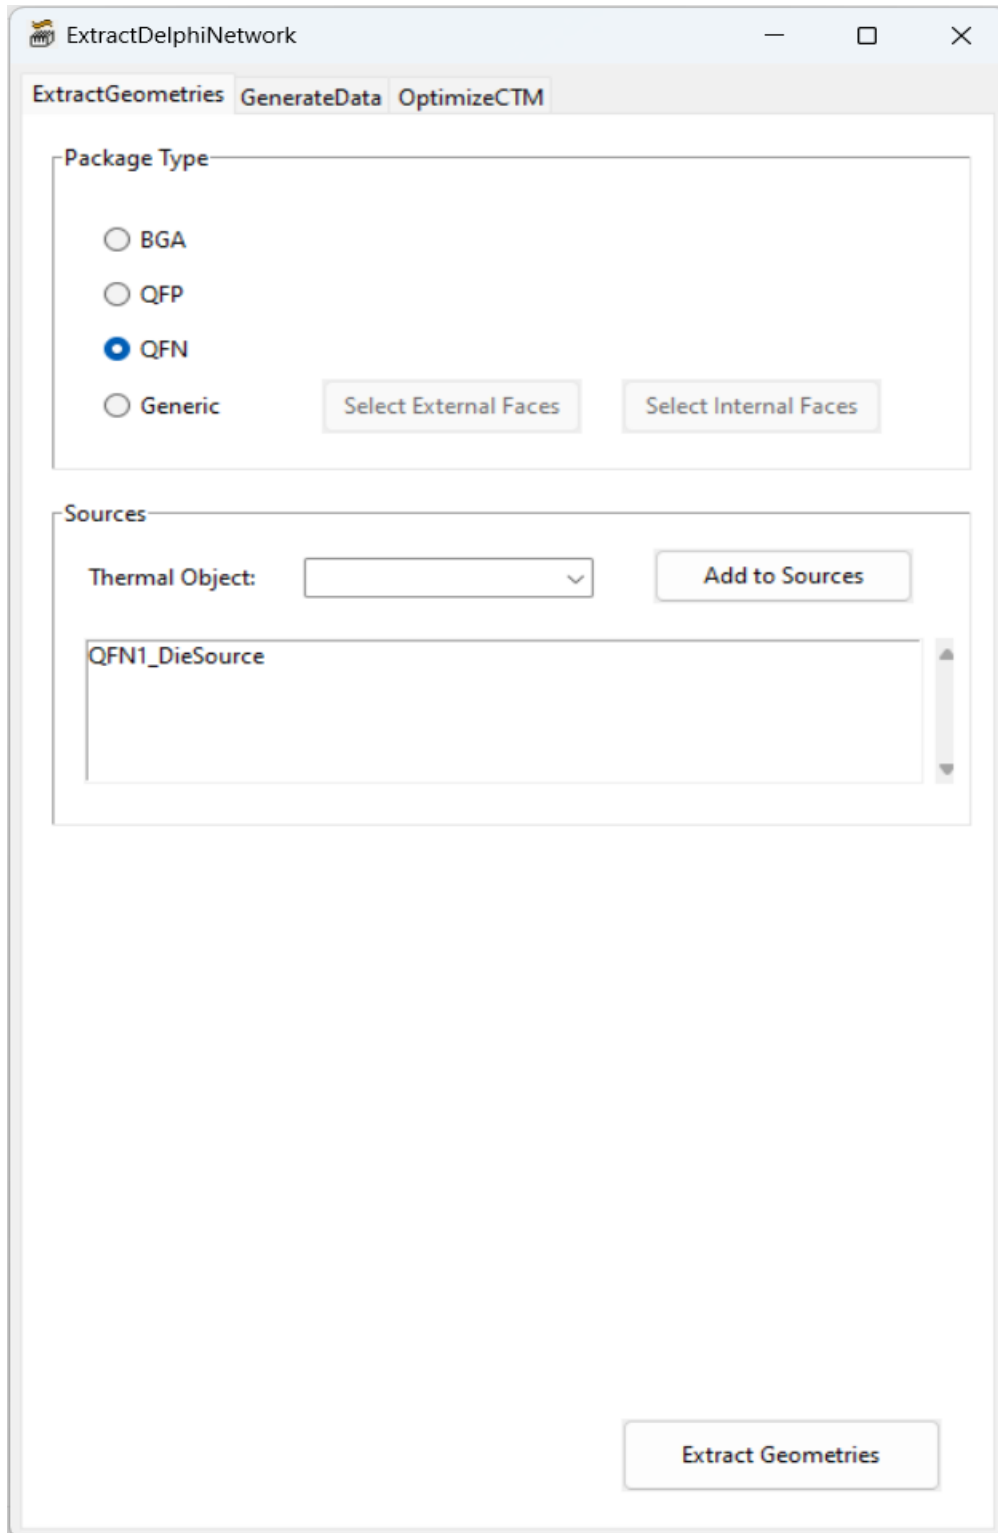 ExtractDelphiNetwork
ExtractGeometries GenerateData OptimizeCTM
Package Type
BGA
QFP
QFN
Generic Select External Faces Select Internal Faces
Sources
Thermal Object: Add to Sources
QFN1_DieSource
Extract Geometries